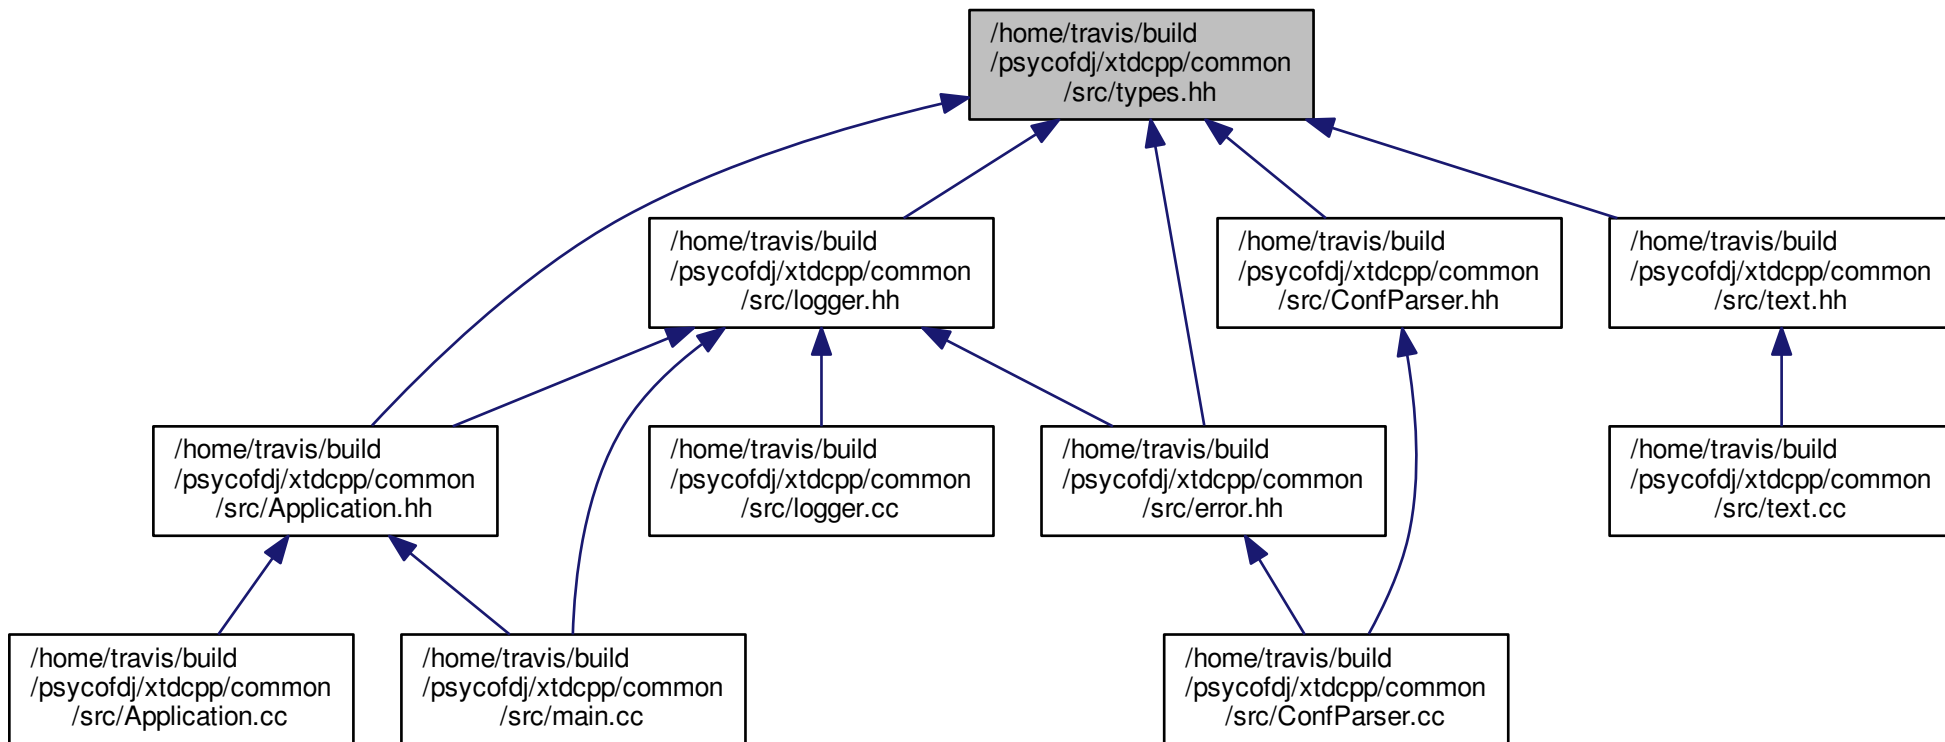 /home/travis/build
/psycofdj/xtdcpp/common
/src/types.hh
/home/travis/build
/psycofdj/xtdcpp/common
/src/logger.hh
/home/travis/build
/psycofdj/xtdcpp/common
/src/ConfParser.hh
/home/travis/build
/psycofdj/xtdcpp/common
/src/text.hh
/home/travis/build
/psycofdj/xtdcpp/common
/src/Application.hh
/home/travis/build
/psycofdj/xtdcpp/common
/src/logger.cc
/home/travis/build
/psycofdj/xtdcpp/common
/src/error.hh
/home/travis/build
/psycofdj/xtdcpp/common
/src/text.cc
/home/travis/build
/psycofdj/xtdcpp/common
/src/Application.cc
/home/travis/build
/psycofdj/xtdcpp/common
/src/main.cc
/home/travis/build
/psycofdj/xtdcpp/common
/src/ConfParser.cc